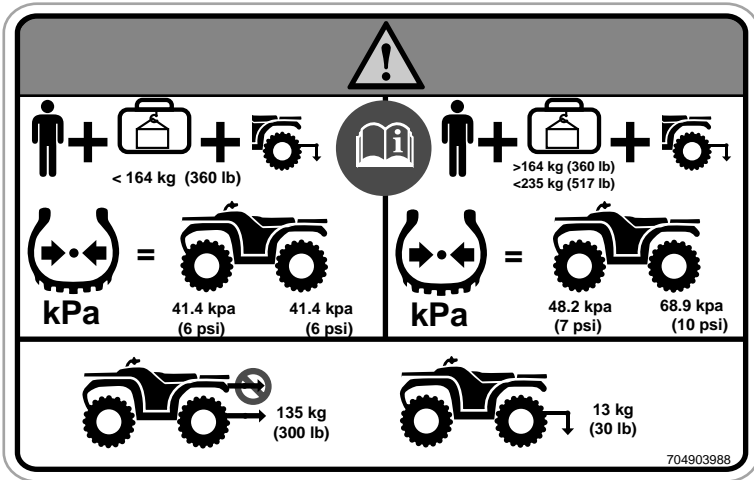 !
i
< 164 kg (360 lb)
>164 kg (360 lb)
<235 kg (517 lb)
kPa
=
41.4 kpa
(6 psi)
41.4 kpa
(6 psi)
kPa
=
48.2 kpa
(7 psi)
68.9 kpa
(10 psi)
135 kg
(300 lb)
13 kg
(30 lb)
704903988